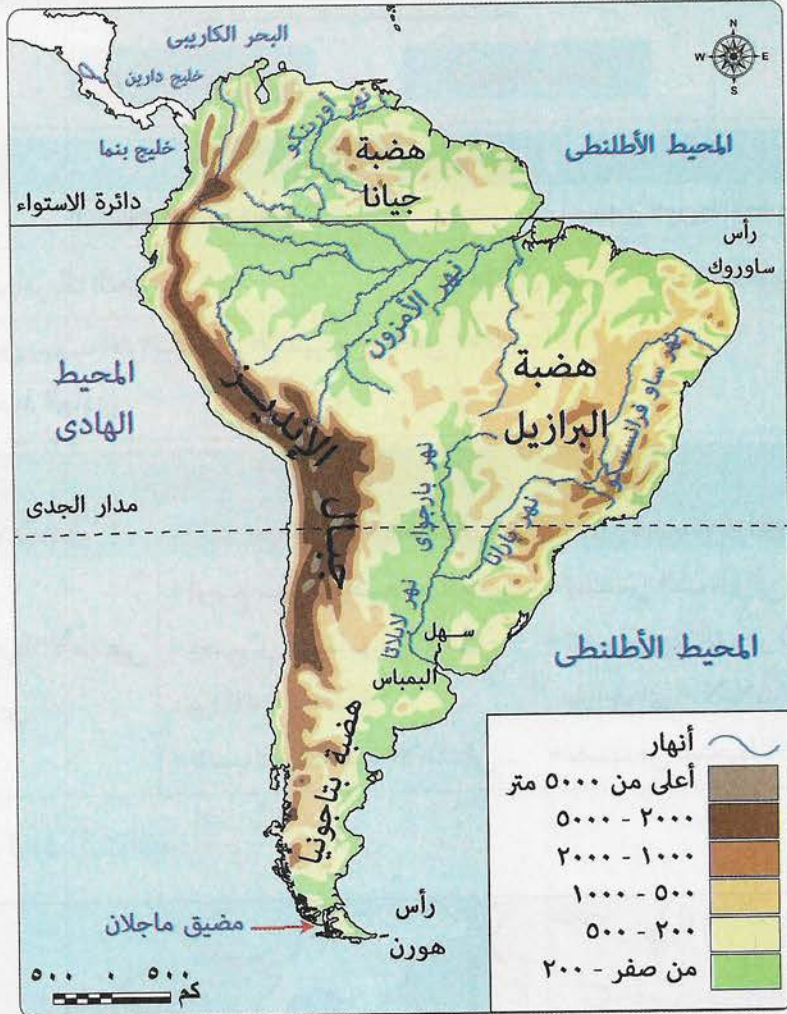 N
W E
S
البحر الكاريبى
خليج دارين
خليج بنما
نهر أورينكو
هضبة
جيانا
المحيط الأطلنطى
دائرة الاستواء
رأس
ساوروك
نهر الأمزون
هضبة
البرازيل
نهر ساو فرانسسكو
المحيط
الهادى
جبال الإنديز
مدار الجدى
نهر بارجواى
نهر بارانا
نهر لابلاتا
سهل
البمباس
المحيط الأطلنطى
هضبة بتاجونيا
مضيق ماجلان
رأس
هورن
٥٠٠ ٠ ٥٠٠
كم
أنهار
أعلى من ٥٠٠٠ متر
٢٠٠٠ - ٥٠٠٠
١٠٠٠ - ٢٠٠٠
٥٠٠ - ١٠٠٠
٢٠٠ - ٥٠٠
من صفر - ٢٠٠